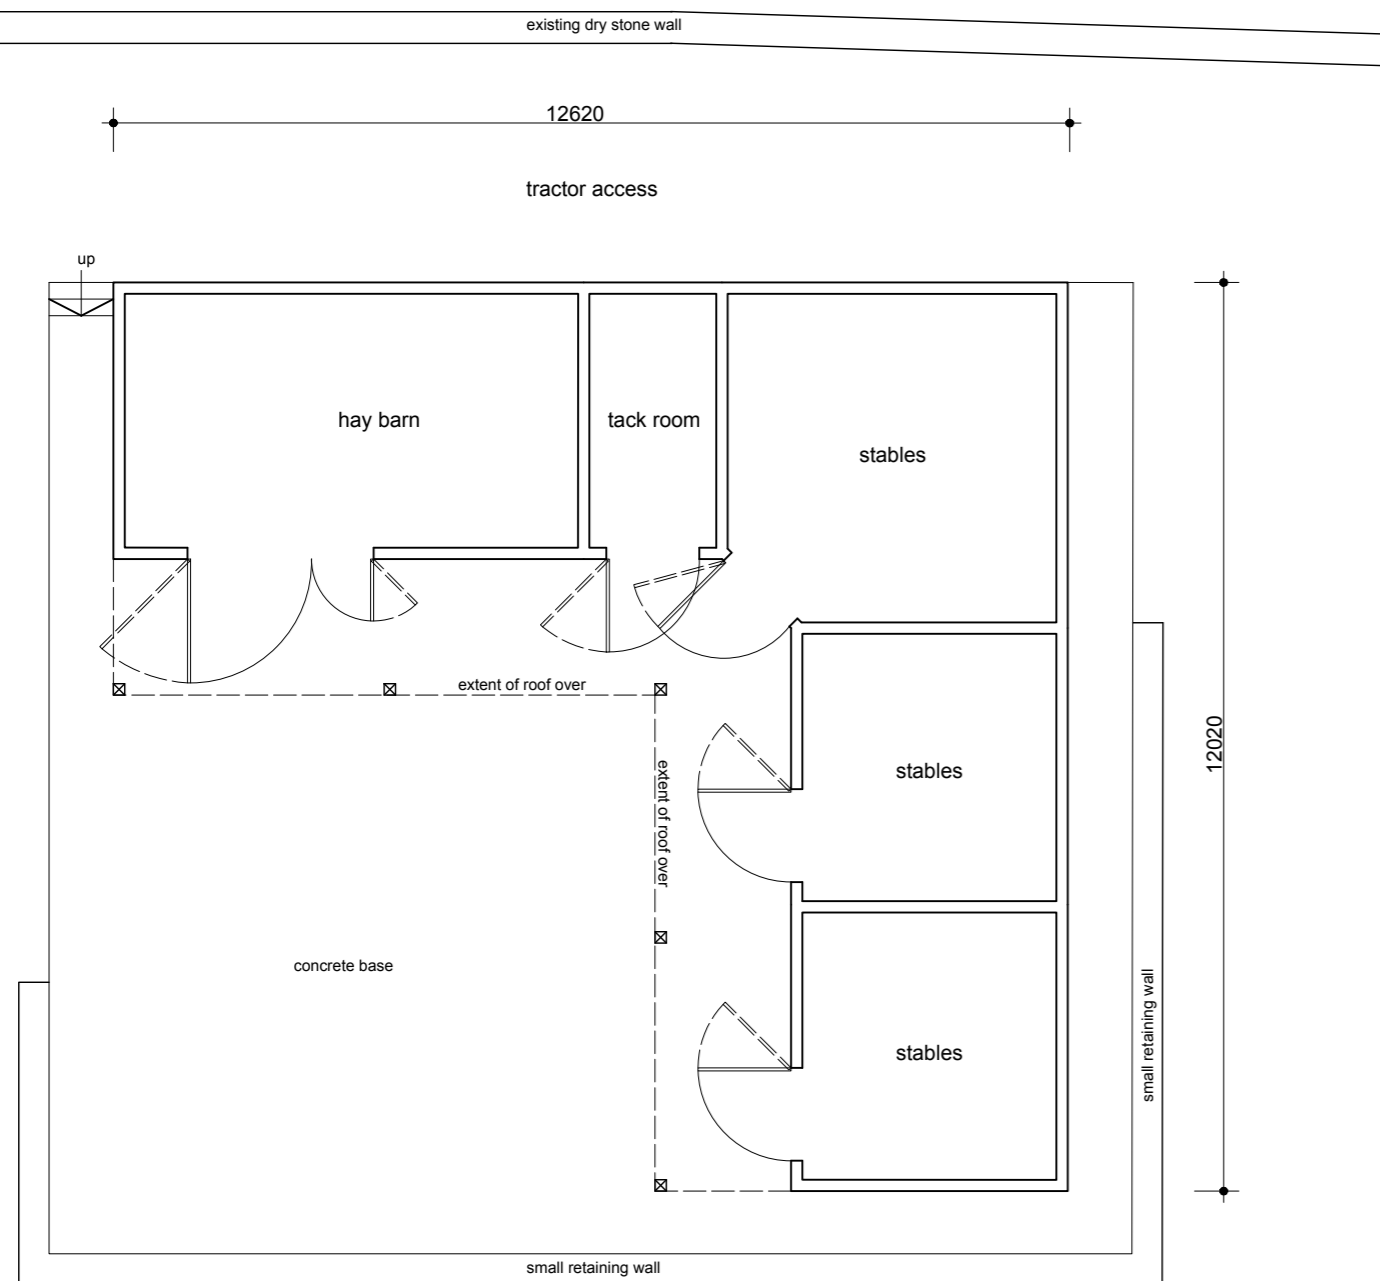 existing dry stone wall
12620
tractor access
up
hay barn
tack room
stables
extent of roof over
extent of roof over
stables
12020
concrete base
stables
small retaining wall
small retaining wall